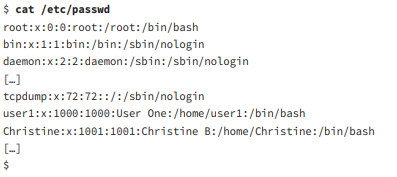 $ cat /etc/passwd
root:x:0:0:root:/root:/bin/bash
bin:x:1:1:bin:/bin:/sbin/nologin
daemon:x:2:2:daemon:/sbin:/sbin/nologin
[…]
tcpdump:x:72:72::/:/sbin/nologin
user1:x:1000:1000:User One:/home/user1:/bin/bash
Christine:x:1001:1001:Christine B:/home/Christine:/bin/bash
[…]
$